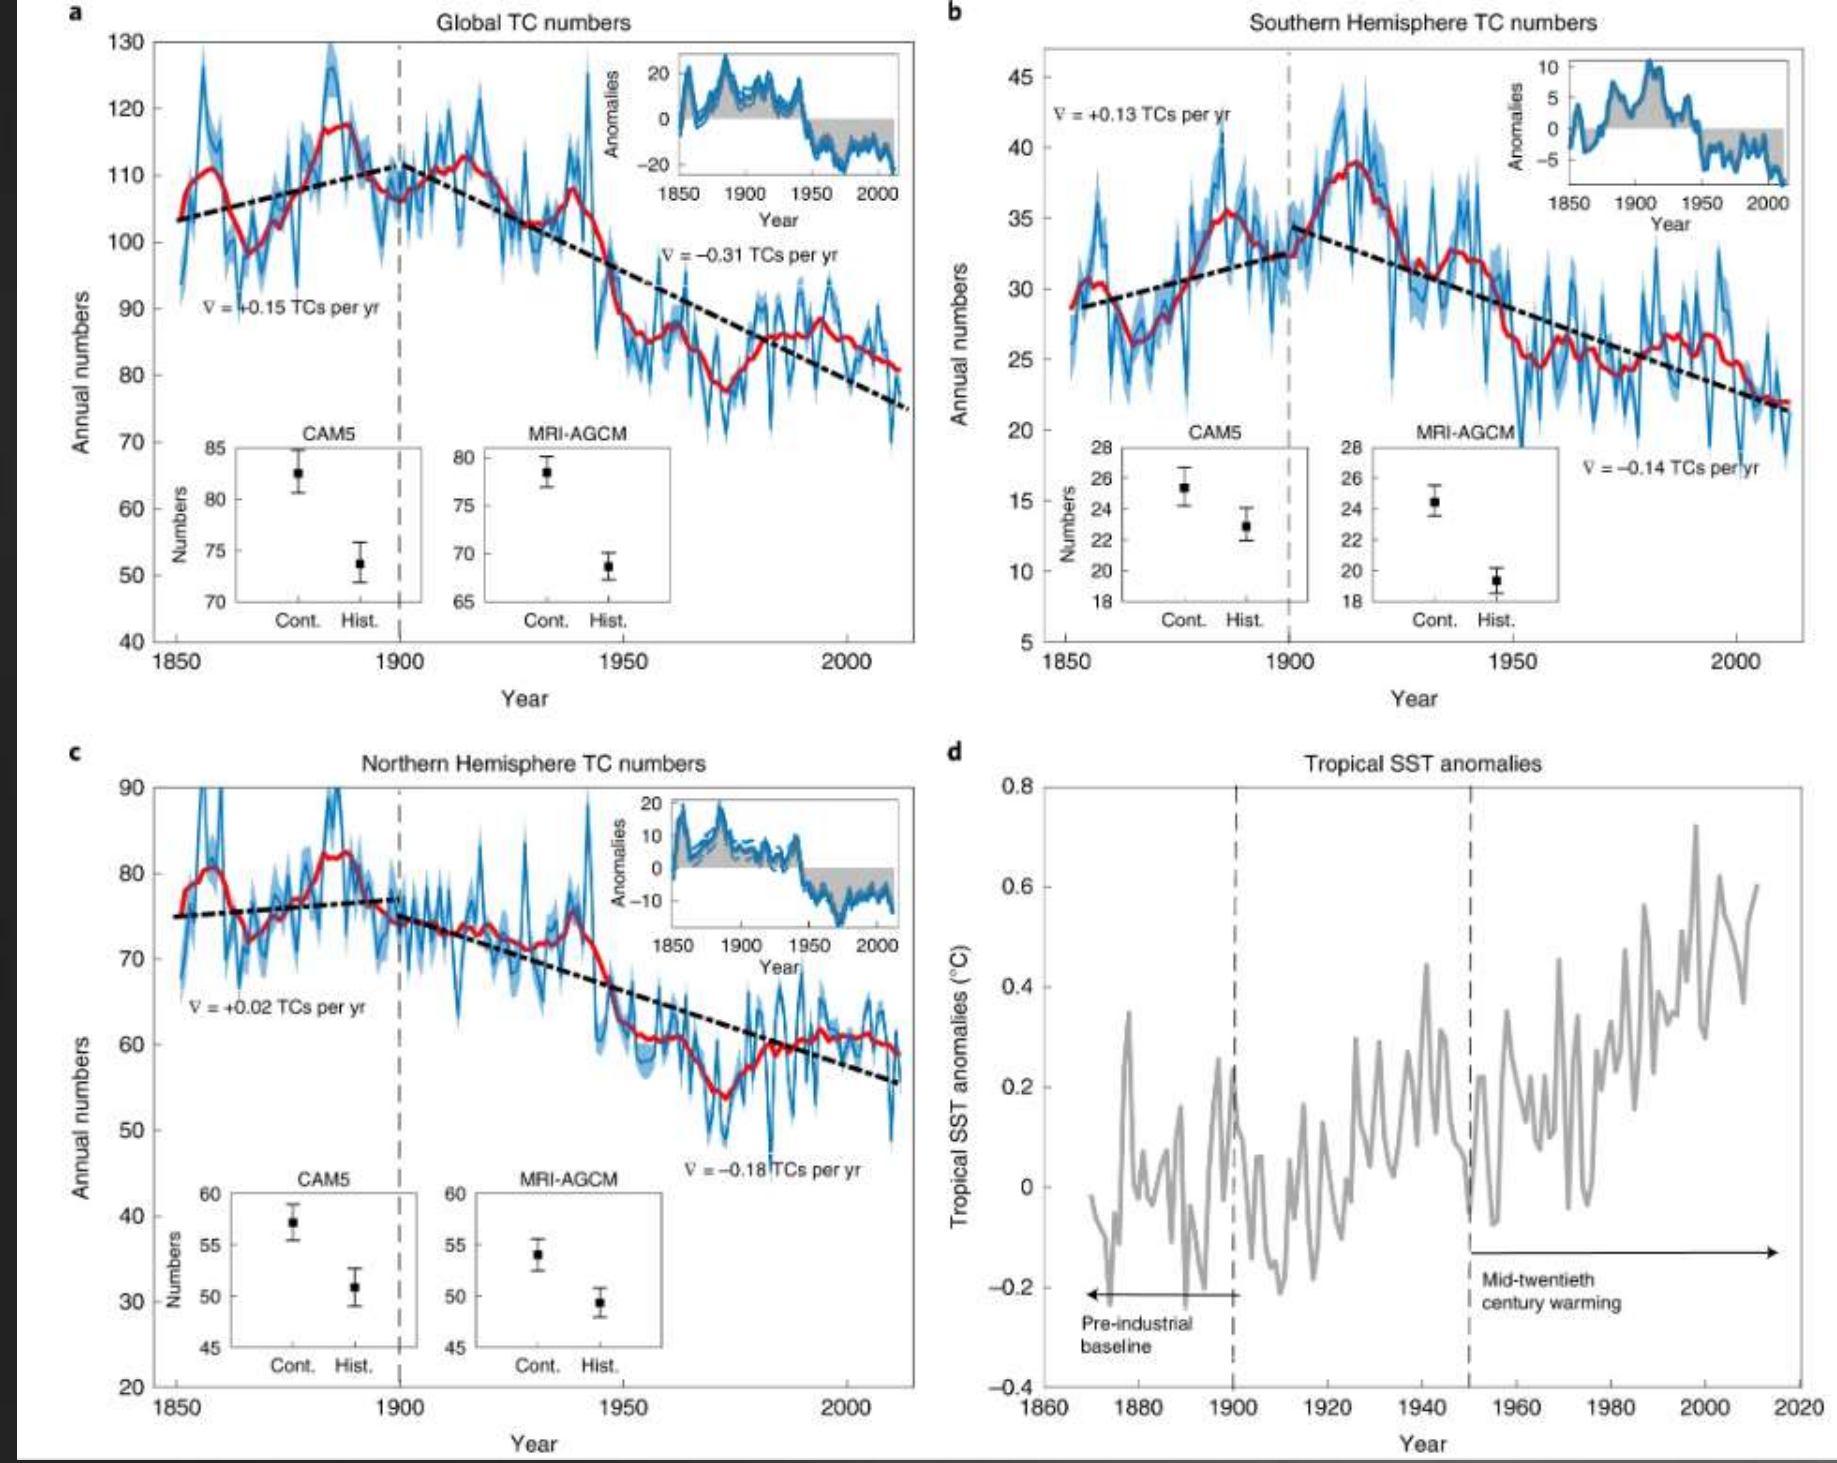 a
Global TC numbers
130
120
110
100
90
80
70
60
50
40
1850
1900
1950
2000
Year
Annual numbers
∇ = +0.15 TCs per yr
∇ = −0.31 TCs per yr
Anomalies
20
0
−20
1850
1900
1950
2000
Year
CAM5
85
80
75
70
Numbers
Cont.
Hist.
MRI-AGCM
80
75
70
65
Cont.
Hist.
b
Southern Hemisphere TC numbers
45
40
35
30
25
20
15
10
5
1850
1900
1950
2000
Year
Annual numbers
∇ = +0.13 TCs per yr
∇ = −0.14 TCs per yr
Anomalies
10
5
0
−5
1850
1900
1950
2000
Year
CAM5
28
26
24
22
20
18
Numbers
Cont.
Hist.
MRI-AGCM
28
26
24
22
20
18
Cont.
Hist.
c
Northern Hemisphere TC numbers
90
80
70
60
50
40
30
20
1850
1900
1950
2000
Year
Annual numbers
∇ = +0.02 TCs per yr
∇ = −0.18 TCs per yr
Anomalies
20
10
0
−10
1850
1900
1950
2000
Year
CAM5
60
55
50
45
Numbers
Cont.
Hist.
MRI-AGCM
60
55
50
45
Cont.
Hist.
d
Tropical SST anomalies
0.8
0.6
0.4
0.2
0
−0.2
−0.4
1860
1880
1900
1920
1940
1960
1980
2000
2020
Year
Tropical SST anomalies (°C)
Pre-industrial
baseline
Mid-twentieth
century warming